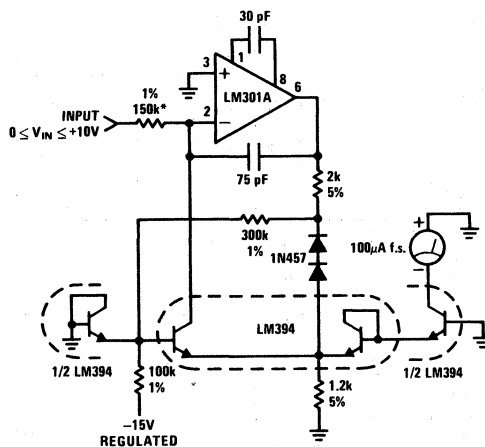 30 pF
1
8
3
+
LM301A
6
1%
150k*
2
−
INPUT
0 ≤ VIN ≤ +10V
75 pF
2k
5%
+
300k
1%
1N457
100μA f.s.
−
LM394
1/2 LM394
100k
1%
1.2k
5%
1/2 LM394
−15V
REGULATED